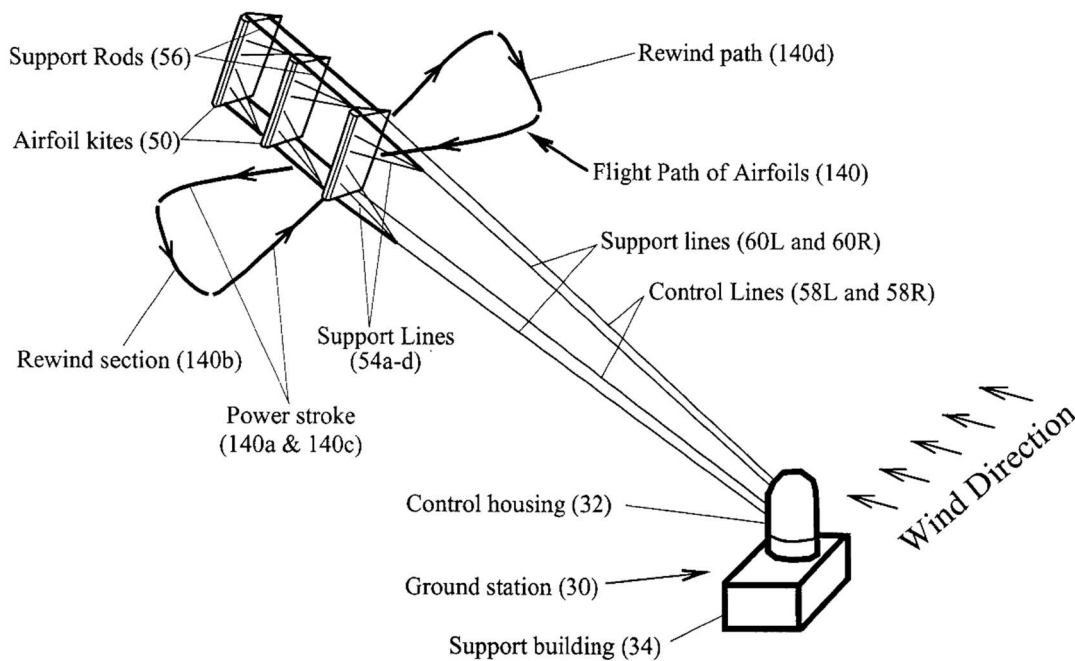 Support Rods (56)
Rewind path (140d)
Airfoil kites (50)
Flight Path of Airfoils (140)
Support lines (60L and 60R)
Control Lines (58L and 58R)
Rewind section (140b)
Support Lines
(54a-d)
Power stroke
(140a & 140c)
Wind Direction
Control housing (32)
Ground station (30)
Support building (34)